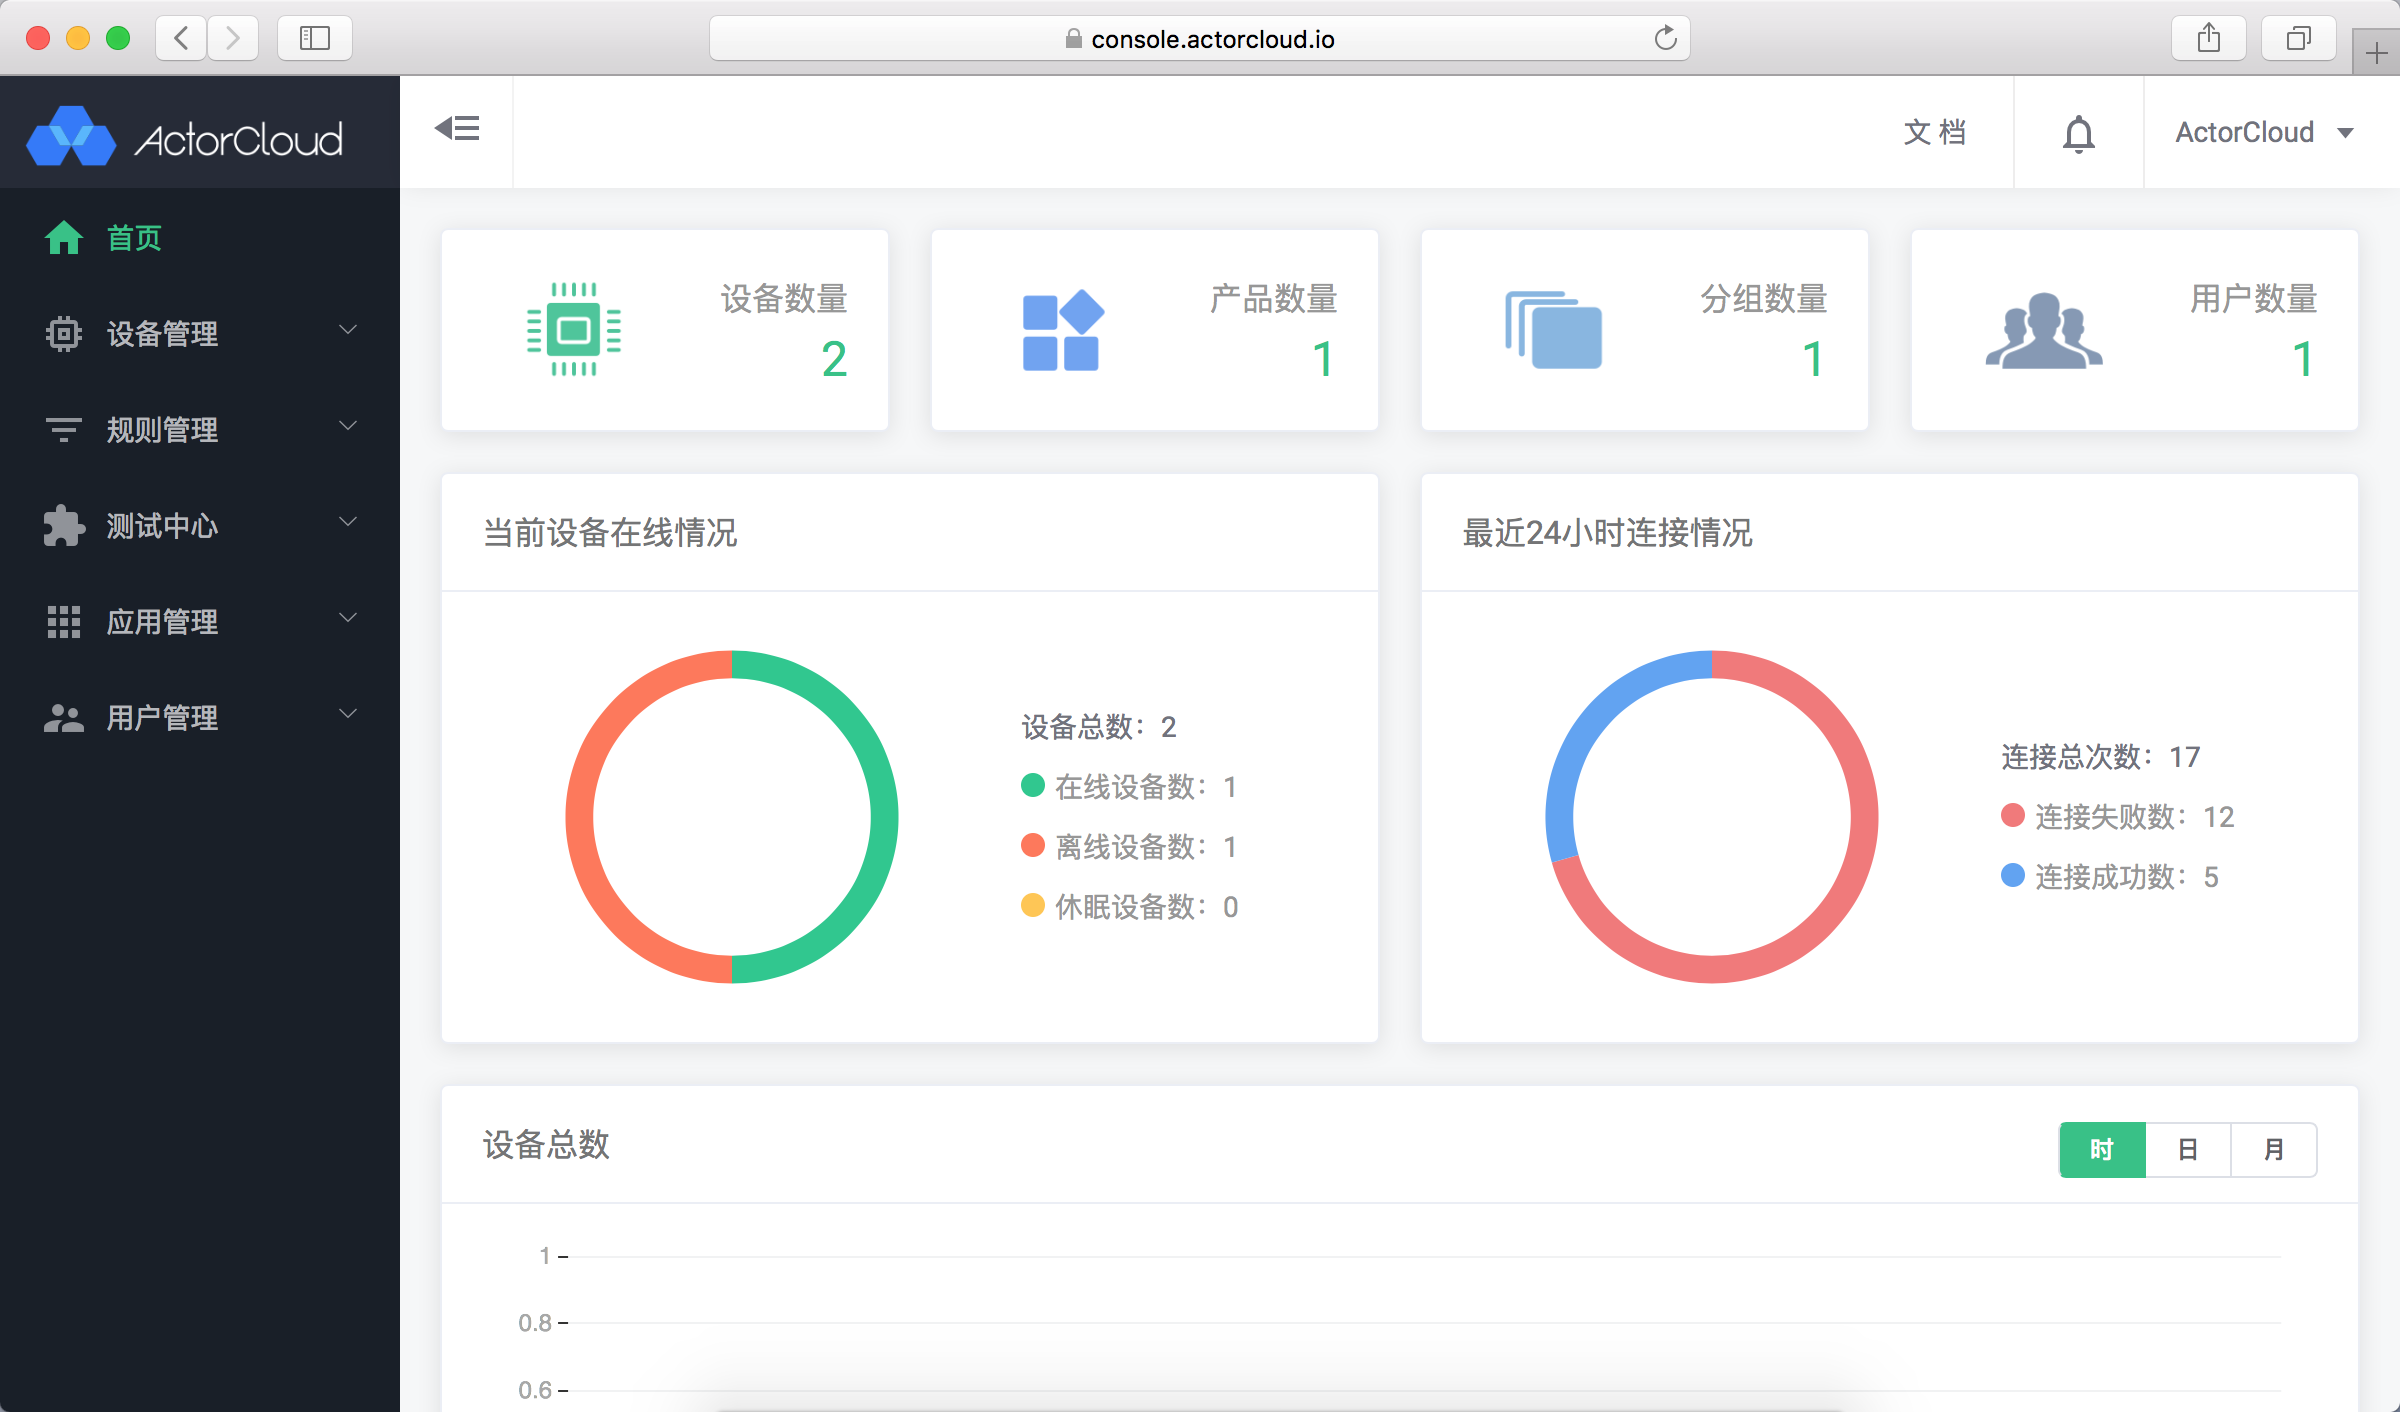 console.actorcloud.io
ActorCloud
文 档
ActorCloud
首页
设备管理
规则管理
测试中心
应用管理
用户管理
设备数量
2
产品数量
1
分组数量
1
用户数量
1
当前设备在线情况
设备总数：2
在线设备数：1
离线设备数：1
休眠设备数：0
最近24小时连接情况
连接总次数：17
连接失败数：12
连接成功数：5
设备总数
时 日 月
1
0.8
0.6